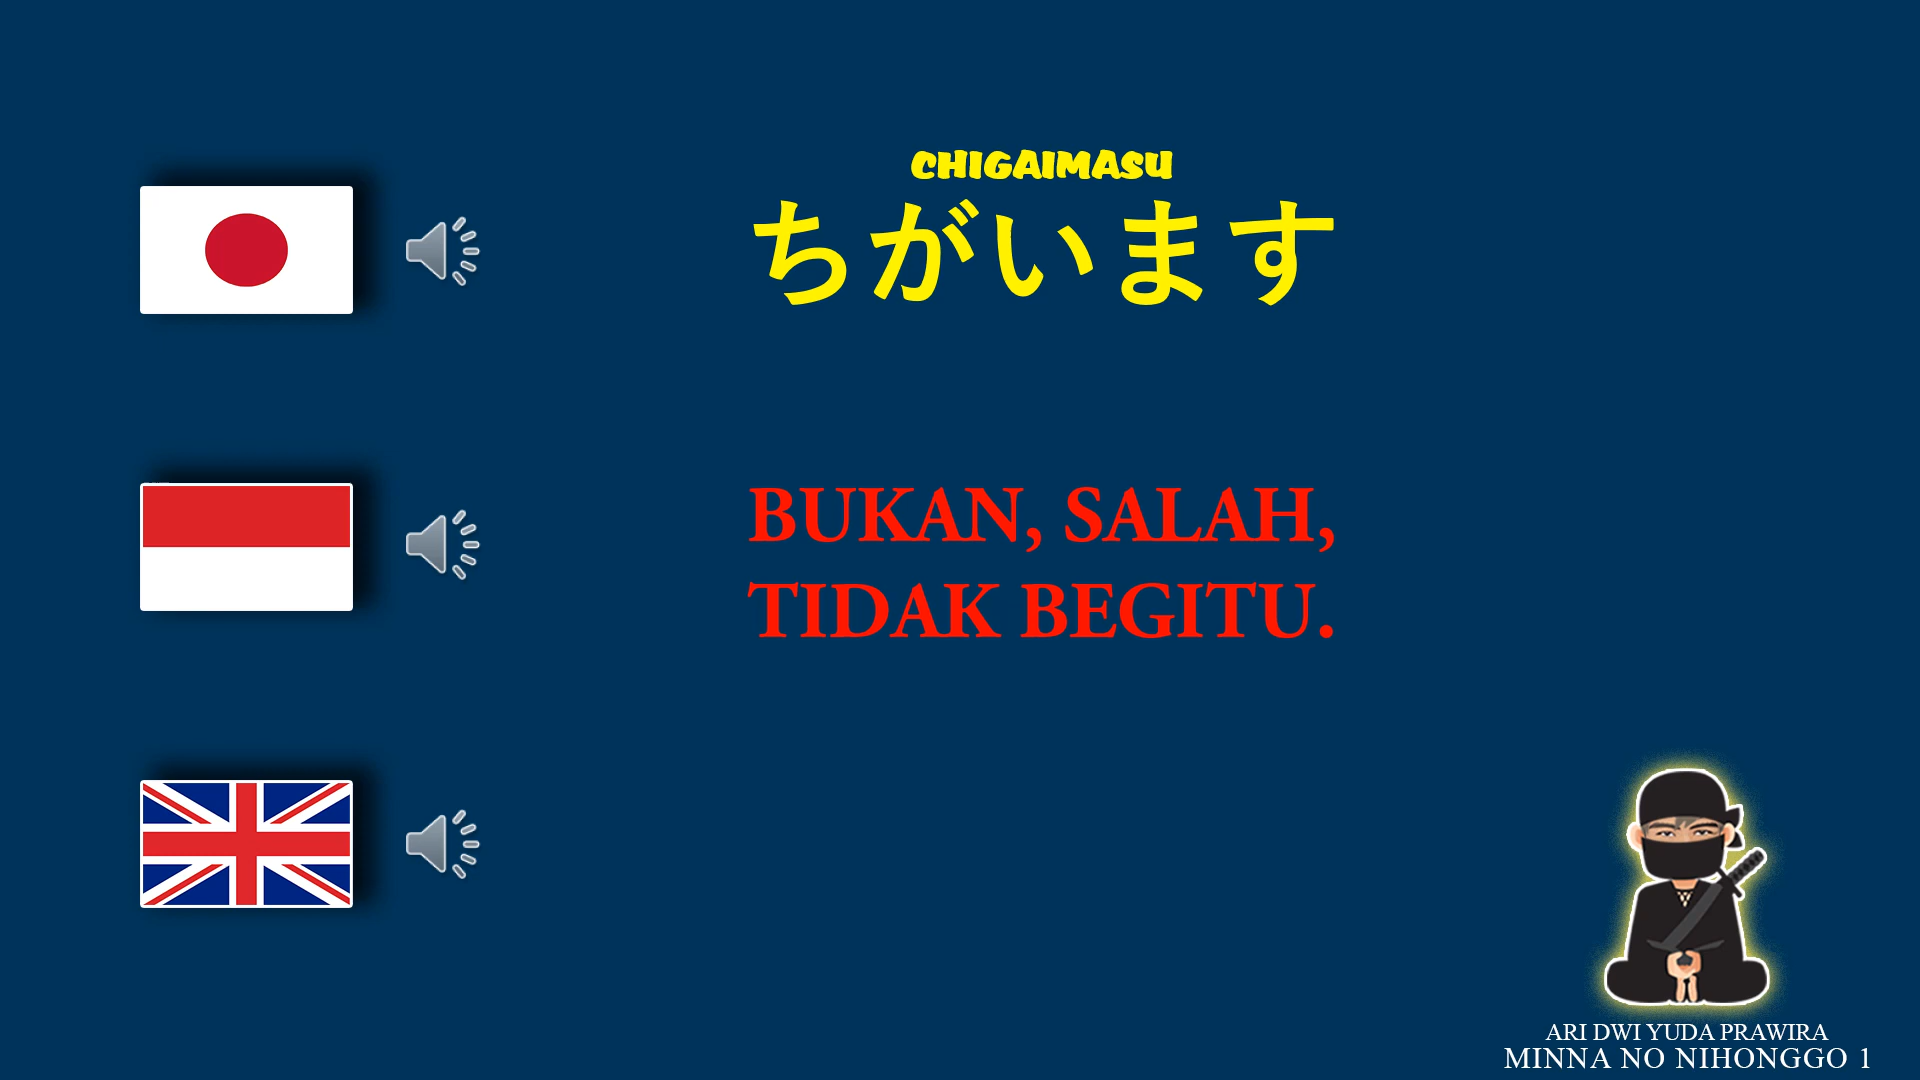 CHIGAIMASU
ちがいます
BUKAN, SALAH,
TIDAK BEGITU.
ARI DWI YUDA PRAWIRA
MINNA NO NIHONGGO 1